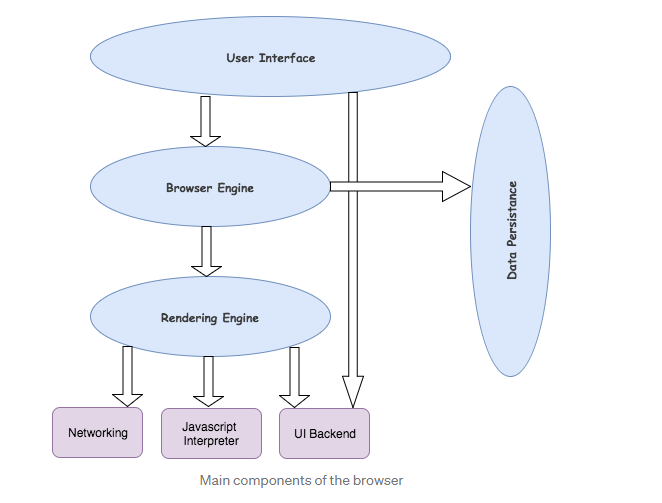 User Interface
Browser Engine
Data Persistance
Rendering Engine
Networking
Javascript
Interpreter
UI Backend
Main components of the browser